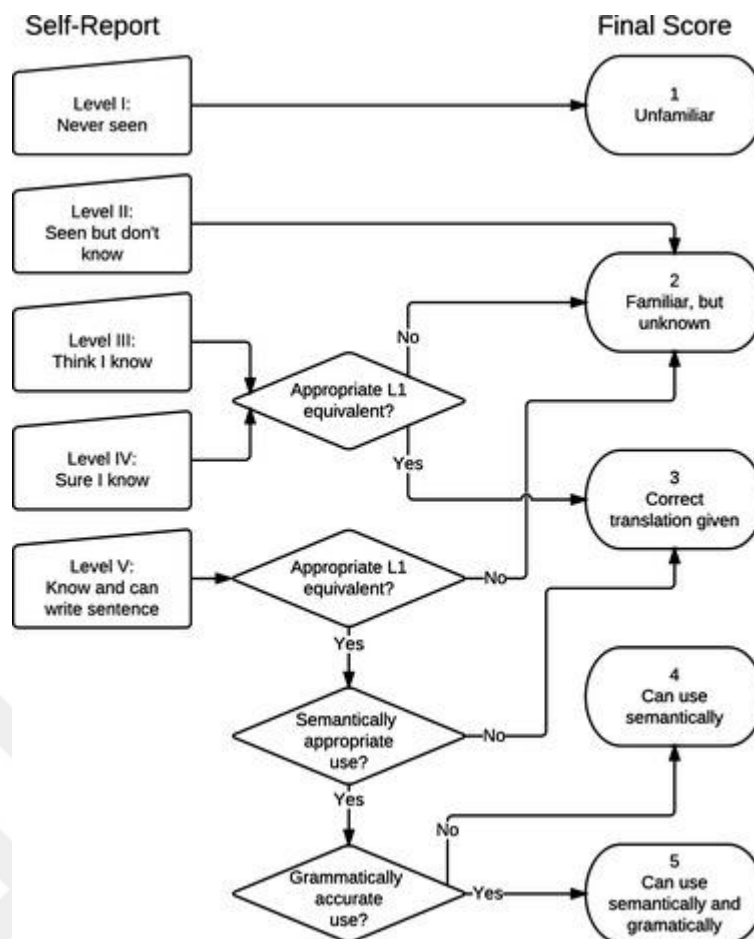 Self-Report
Final Score
Level I:
Never seen
1
Unfamiliar
Level II:
Seen but don't
know
2
Familiar, but
unknown
Level III:
Think I know
No
Appropriate L1
equivalent?
Level IV:
Sure I know
Yes
3
Correct
translation given
Level V:
Know and can
write sentence
Appropriate L1
equivalent?
No
Yes
4
Can use
semantically
Semantically
appropriate
use?
No
Yes
No
Grammatically
accurate
use?
Yes
5
Can use
semantically and
gramatically